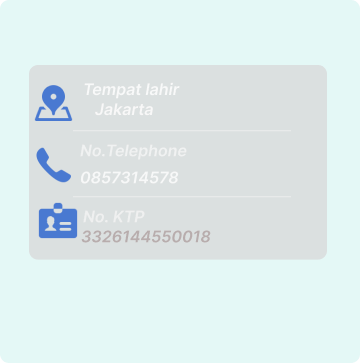 Tempat lahir
Jakarta
No.Telephone
0857314578
No. KTP
3326144550018